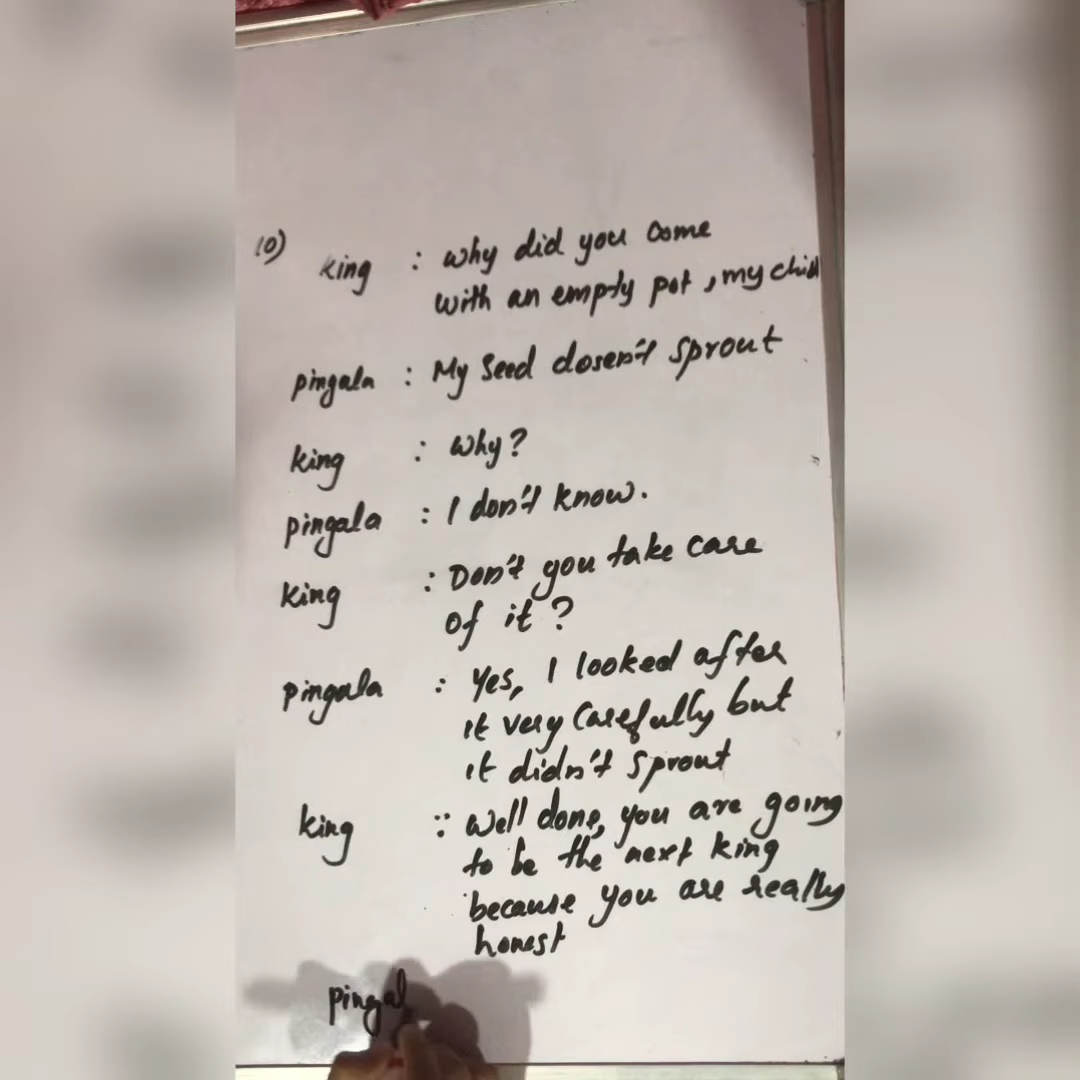 10) king : why did you come
with an empty pot, my child
pingala : My Seed dosen't sprout
king : why?
pingala : I don't know.
king : Don't you take care
of it?
pingala : Yes, I looked after
it very carefully but
it didn't sprout
king : well done, you are going
to be the next king
because you are really
honest
pingal